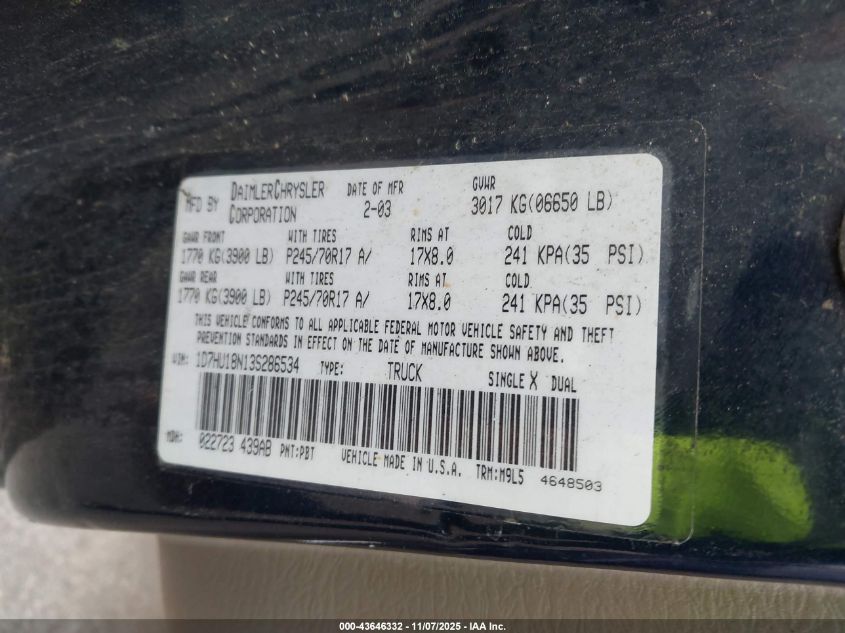 MFD BY DAIMLERCHRYSLER CORPORATION DATE OF MFR 2-03 GVWR 3017 KG(06650 LB)
GAWR FRONT WITH TIRES RIMS AT COLD
1770 KG(3900 LB) P245/70R17 A/ 17X8.0 241 KPA(35 PSI)
GAWR REAR WITH TIRES RIMS AT COLD
1770 KG(3900 LB) P245/70R17 A/ 17X8.0 241 KPA(35 PSI)
THIS VEHICLE CONFORMS TO ALL APPLICABLE FEDERAL MOTOR VEHICLE SAFETY AND THEFT
PREVENTION STANDARDS IN EFFECT ON THE DATE OF MANUFACTURE SHOWN ABOVE.
VIN: 1D7HU18N13S286534 TYPE: TRUCK SINGLE X DUAL
MDH: 022723 439AB PNT:PBT VEHICLE MADE IN U.S.A. TRM:M9L5 4648503
000-43646332 - 11/07/2025 - IAA Inc.